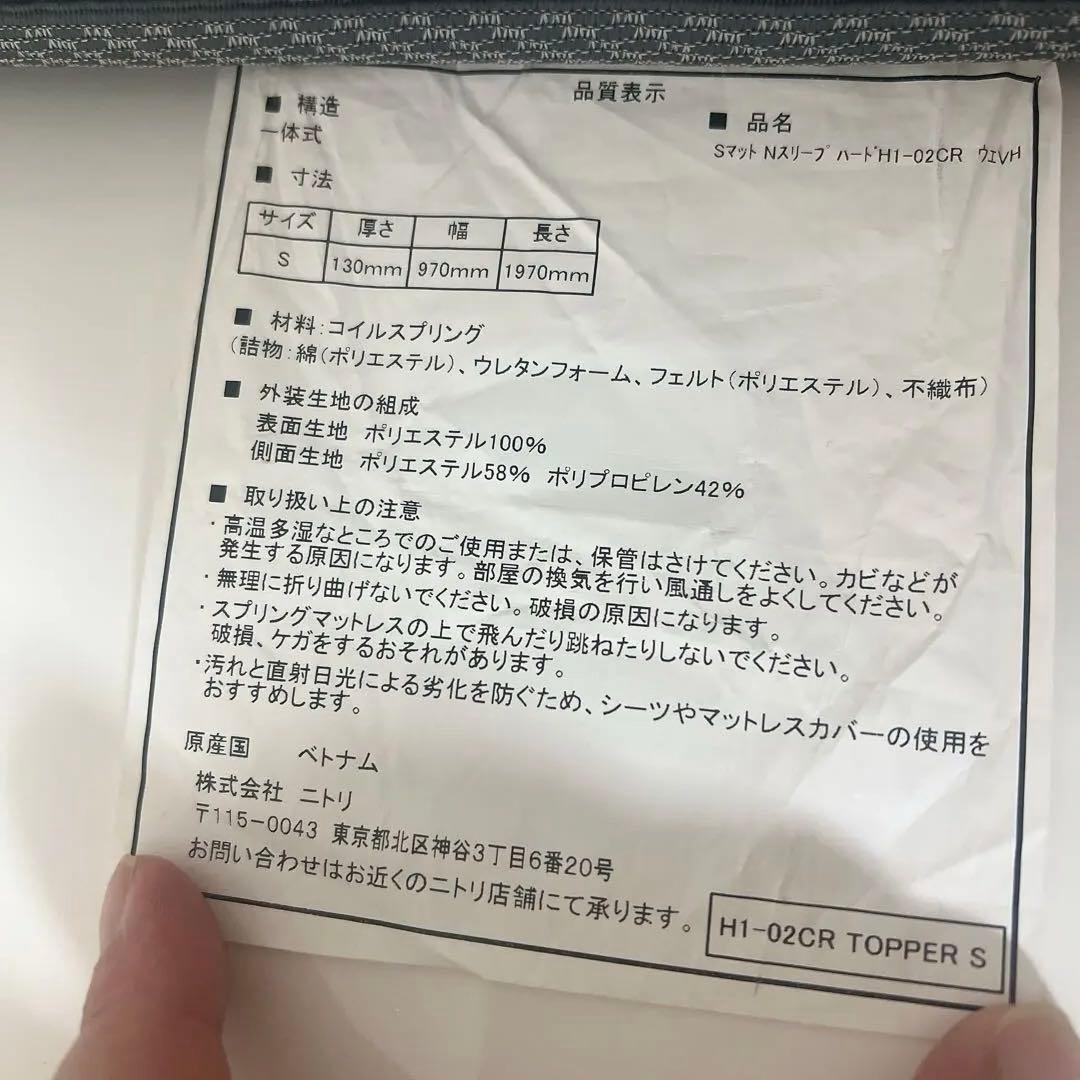 品質表示
■ 構造
一体式
■ 品名
Sマット Nスリープ ハードH1-02CR ウエVH
■ 寸法
サイズ 厚さ 幅 長さ
S 130mm 970mm 1970mm
■ 材料：コイルスプリング
（詰物：綿（ポリエステル）、ウレタンフォーム、フェルト（ポリエステル）、不織布）
■ 外装生地の組成
表面生地 ポリエステル100%
側面生地 ポリエステル58% ポリプロピレン42%
■ 取り扱い上の注意
・高温多湿なところでのご使用または、保管はさけてください。カビなどが
発生する原因になります。部屋の換気を行い風通しをよくしてください。
・無理に折り曲げないでください。破損の原因になります。
・スプリングマットレスの上で飛んだり跳ねたりしないでください。
破損、ケガをするおそれがあります。
・汚れと直射日光による劣化を防ぐため、シーツやマットレスカバーの使用を
おすすめします。
原産国 ベトナム
株式会社 ニトリ
〒115-0043 東京都北区神谷3丁目6番20号
お問い合わせはお近くのニトリ店舗にて承ります。
H1-02CR TOPPER S